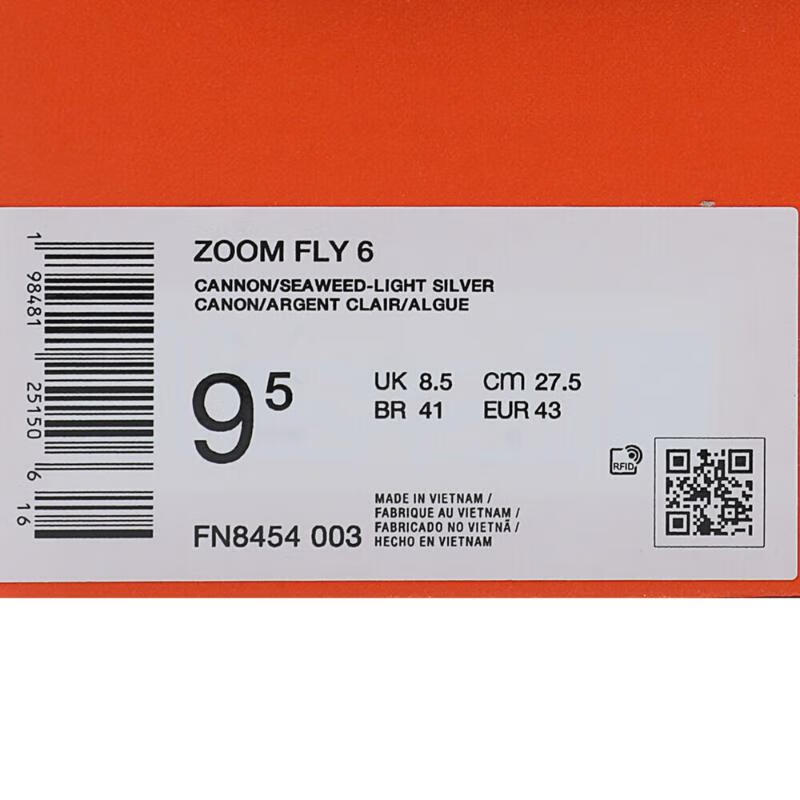 1 98481 25150 6 16
ZOOM FLY 6
CANNON/SEAWEED-LIGHT SILVER
CANON/ARGENT CLAIR/ALGUE
9 5
UK 8.5 cm 27.5
BR 41 EUR 43
RFID
FN8454 003
MADE IN VIETNAM /
FABRIQUE AU VIETNAM /
FABRICADO NO VIETNÃ /
HECHO EN VIETNAM